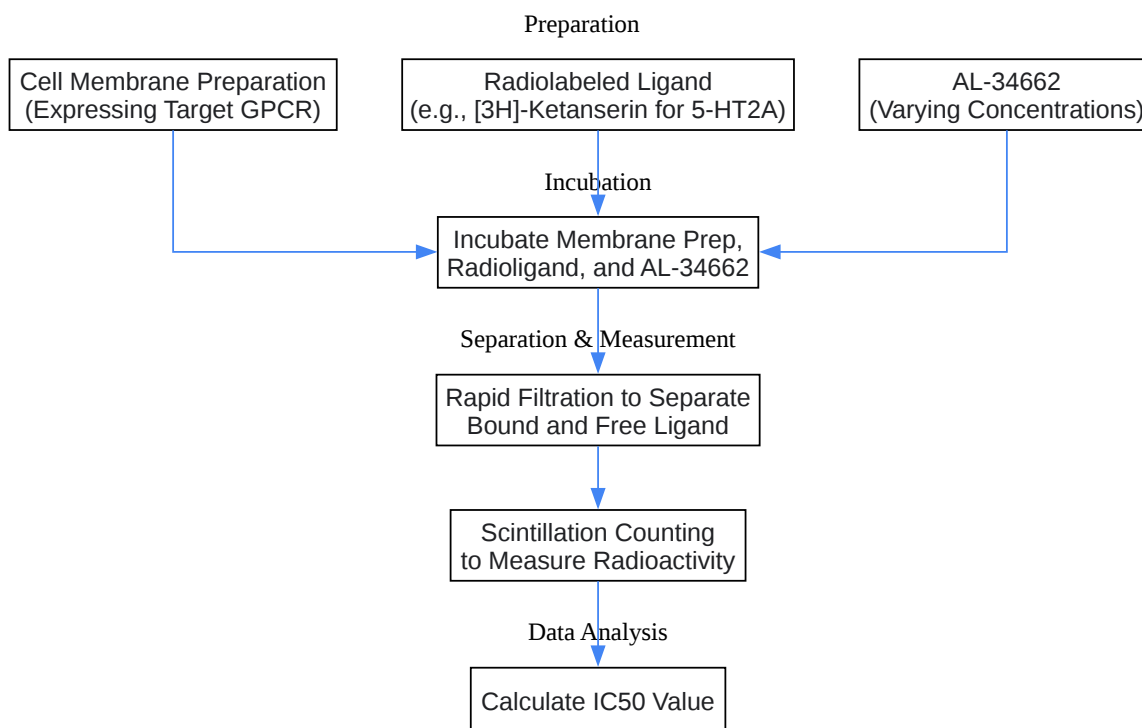 Preparation
Cell Membrane Preparation
(Expressing Target GPCR)
Radiolabeled Ligand
(e.g., [3H]-Ketanserin for 5-HT2A)
AL-34662
(Varying Concentrations)
Incubation
Incubate Membrane Prep,
Radioligand, and AL-34662
Separation & Measurement
Rapid Filtration to Separate
Bound and Free Ligand
Scintillation Counting
to Measure Radioactivity
Data Analysis
Calculate IC50 Value